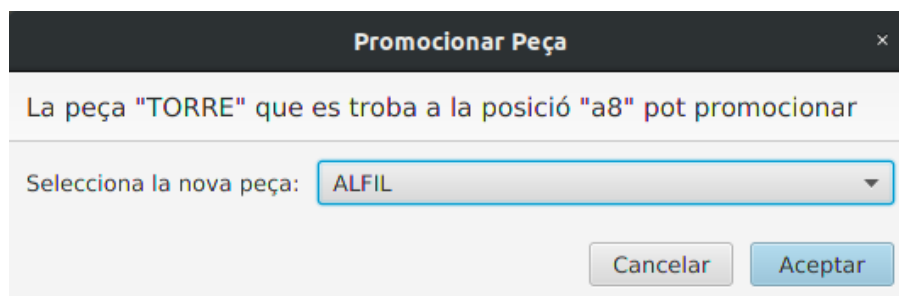 Promocionar Peça ×
La peça "TORRE" que es troba a la posició "a8" pot promocionar
Selecciona la nova peça: ALFIL
Cancelar Aceptar